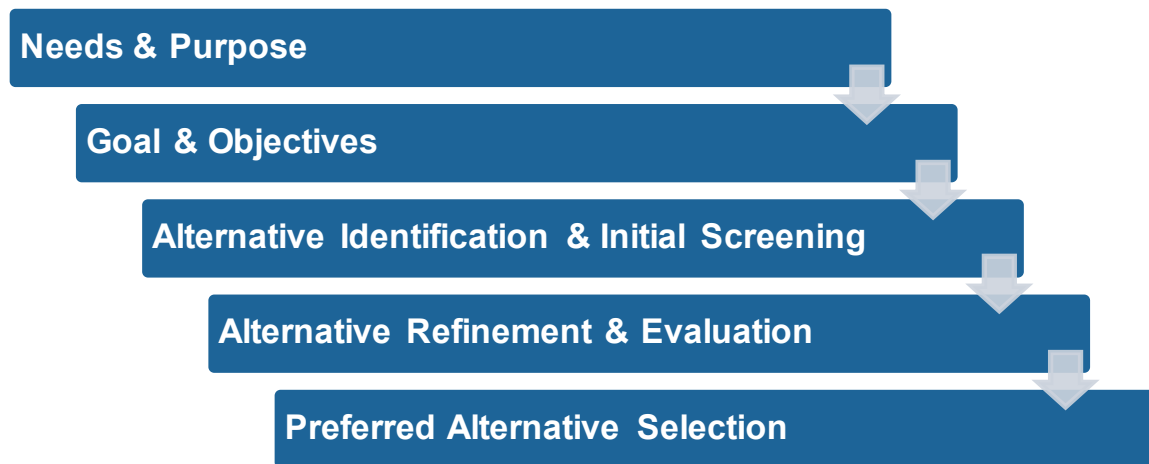 Needs & Purpose
Goal & Objectives
Alternative Identification & Initial Screening
Alternative Refinement & Evaluation
Preferred Alternative Selection